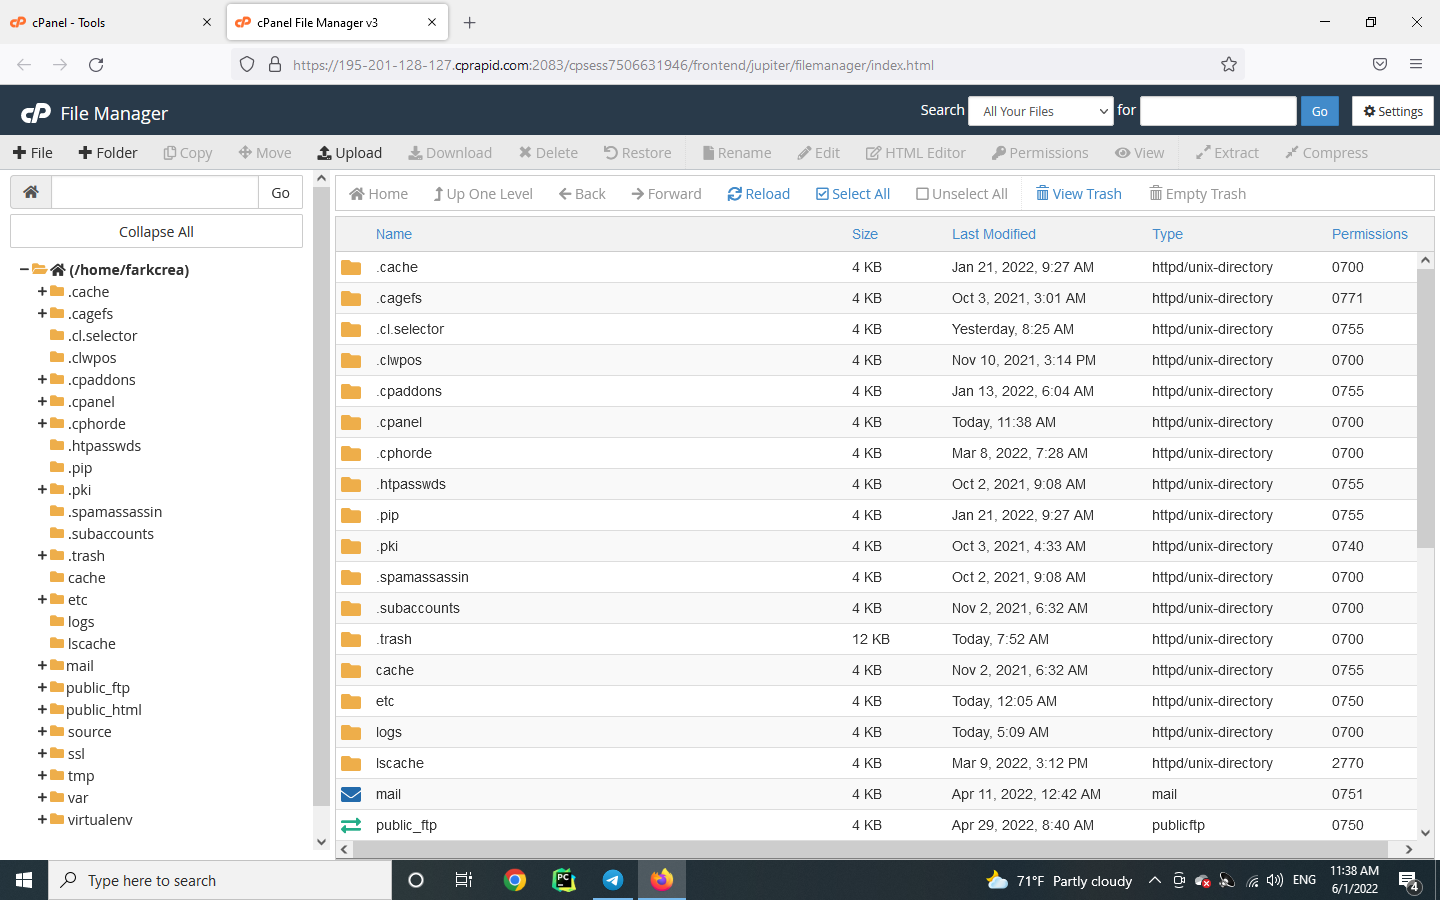 cPanel - Tools
cPanel File Manager v3
https://195-201-128-127.cprapid.com:2083/cpsess7506631946/frontend/jupiter/filemanager/index.html
cP File Manager
Search All Your Files for Go Settings
File Folder Copy Move Upload Download Delete Restore Rename Edit HTML Editor Permissions View Extract Compress
Go
Collapse All
(/home/farkcrea)
.cache
.cagefs
.cl.selector
.clwpos
.cpaddons
.cpanel
.cphorde
.htpasswds
.pip
.pki
.spamassassin
.subaccounts
.trash
cache
etc
logs
lscache
mail
public_ftp
public_html
source
ssl
tmp
var
virtualenv
Home Up One Level Back Forward Reload Select All Unselect All View Trash Empty Trash
Name Size Last Modified Type Permissions
.cache 4 KB Jan 21, 2022, 9:27 AM httpd/unix-directory 0700
.cagefs 4 KB Oct 3, 2021, 3:01 AM httpd/unix-directory 0771
.cl.selector 4 KB Yesterday, 8:25 AM httpd/unix-directory 0755
.clwpos 4 KB Nov 10, 2021, 3:14 PM httpd/unix-directory 0700
.cpaddons 4 KB Jan 13, 2022, 6:04 AM httpd/unix-directory 0755
.cpanel 4 KB Today, 11:38 AM httpd/unix-directory 0700
.cphorde 4 KB Mar 8, 2022, 7:28 AM httpd/unix-directory 0700
.htpasswds 4 KB Oct 2, 2021, 9:08 AM httpd/unix-directory 0755
.pip 4 KB Jan 21, 2022, 9:27 AM httpd/unix-directory 0755
.pki 4 KB Oct 3, 2021, 4:33 AM httpd/unix-directory 0740
.spamassassin 4 KB Oct 2, 2021, 9:08 AM httpd/unix-directory 0700
.subaccounts 4 KB Nov 2, 2021, 6:32 AM httpd/unix-directory 0700
.trash 12 KB Today, 7:52 AM httpd/unix-directory 0700
cache 4 KB Nov 2, 2021, 6:32 AM httpd/unix-directory 0755
etc 4 KB Today, 12:05 AM httpd/unix-directory 0750
logs 4 KB Today, 5:09 AM httpd/unix-directory 0700
lscache 4 KB Mar 9, 2022, 3:12 PM httpd/unix-directory 2770
mail 4 KB Apr 11, 2022, 12:42 AM mail 0751
public_ftp 4 KB Apr 29, 2022, 8:40 AM publicftp 0750
Type here to search
PC
71°F Partly cloudy
ENG
11:38 AM
6/1/2022
4